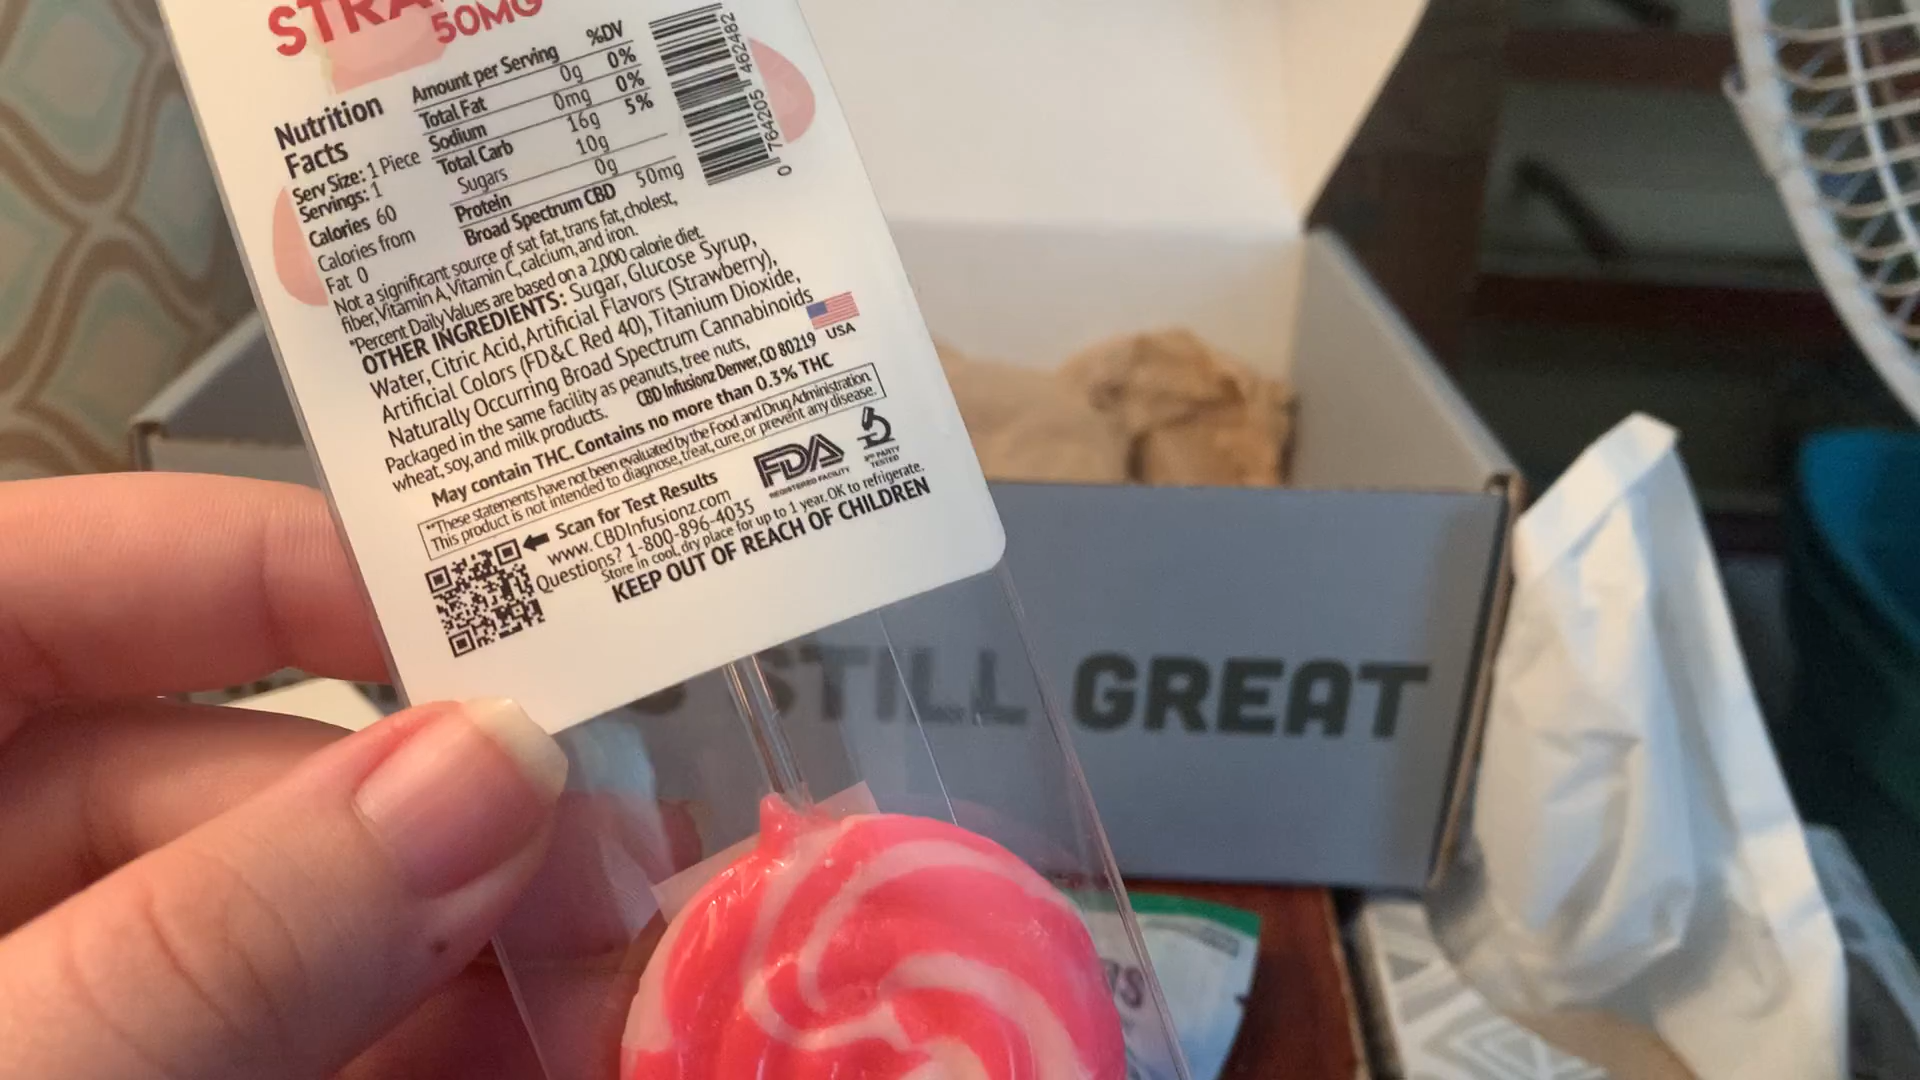 50MG
Nutrition
Facts
Serv Size: 1 Piece
Servings: 1
Calories 60
Calories from
Fat 0
Amount per Serving %DV
Total Fat 0g 0%
Sodium 0mg 0%
Total Carb 16g 5%
Sugars 10g
Protein 0g
Broad Spectrum CBD 50mg
0 764205 462482
Not a significant source of sat fat, trans fat, cholest,
fiber, Vitamin A, Vitamin C, calcium, and iron.
*Percent Daily Values are based on a 2,000 calorie diet.
OTHER INGREDIENTS: Sugar, Glucose Syrup,
Water, Citric Acid, Artificial Flavors (Strawberry),
Artificial Colors (FD&C Red 40), Titanium Dioxide,
Naturally Occurring Broad Spectrum Cannabinoids
Packaged in the same facility as peanuts, tree nuts,
wheat, soy, and milk products.
USA
CBD Infusionz Denver, CO 80219
May contain THC. Contains no more than 0.3% THC
**These statements have not been evaluated by the Food and Drug Administration.
This product is not intended to diagnose, treat, cure, or prevent any disease.
Scan for Test Results
www.CBDInfusionz.com
Questions? 1-800-896-4035
FDA
REGISTERED FACILITY
3RD PARTY
TESTED
Store in cool, dry place for up to 1 year. OK to refrigerate.
KEEP OUT OF REACH OF CHILDREN
STILL GREAT